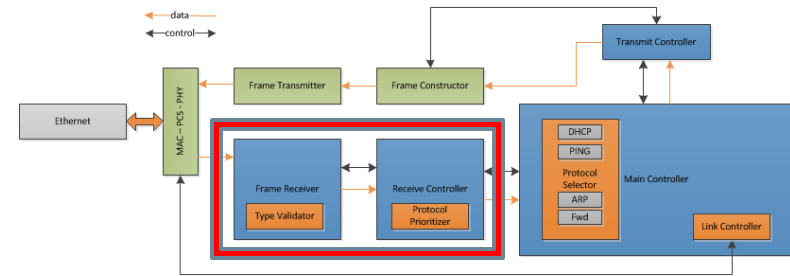 data
control
Transmit Controller
Frame Transmitter
Frame Constructor
Ethernet
MAC – PCS - PHY
Frame Receiver
Type Validator
Receive Controller
Protocol
Prioritizer
DHCP
PING
Protocol
Selector
ARP
Fwd
Main Controller
Link Controller